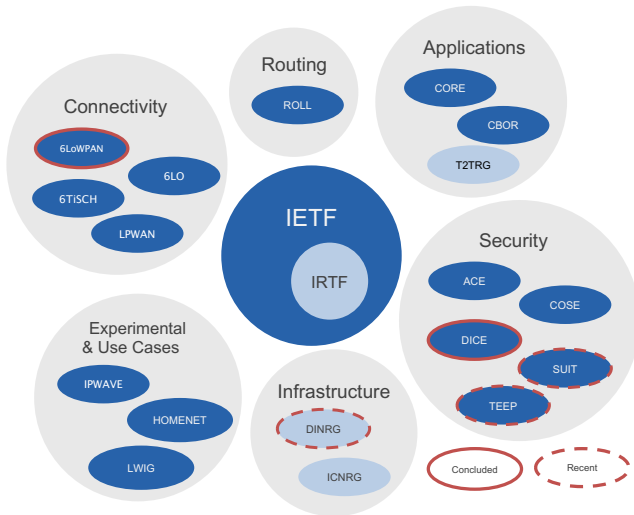 Applications
CORE
CBOR
T2TRG
Routing
ROLL
Connectivity
6LoWPAN
6LO
6TiSCH
LPWAN
IETF
IRTF
Security
ACE
COSE
DICE
SUIT
TEEP
Experimental
& Use Cases
IPWAVE
HOMENET
LWIG
Infrastructure
DINRG
ICNRG
Concluded
Recent